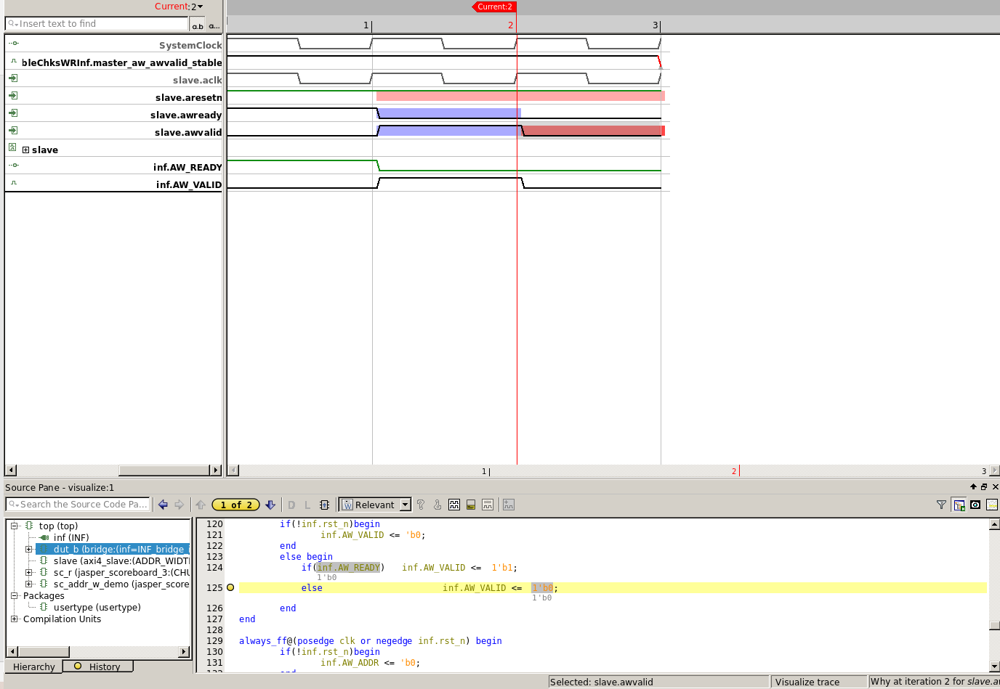 Current:2
Current:2
Insert text to find
a.b
a...
1
2
3
SystemClock
bleChksWRInf.master_aw_awvalid_stable
slave.aclk
slave.aresetn
slave.awready
slave.awvalid
slave
inf.AW_READY
inf.AW_VALID
1
2
3
Source Pane - visualize:1
Search the Source Code Pa...
1 of 2
D
L
Relevant
top (top)
inf (INF)
dut_b (bridge:(inf=INF_bridge_i
slave (axi4_slave:(ADDR_WIDTH
sc_r (jasper_scoreboard_3:(CHU
sc_addr_w_demo (jasper_score
Packages
usertype (usertype)
Compilation Units
Hierarchy
History
120 if(!inf.rst_n)begin
121 inf.AW_VALID <= 'b0;
122 end
123 else begin
124 if(inf.AW_READY) inf.AW_VALID <= 1'b1;
1'b0
125 else inf.AW_VALID <= 1'b0;
1'b0
126 end
127 end
128
129 always_ff@(posedge clk or negedge inf.rst_n) begin
130 if(!inf.rst_n)begin
131 inf.AW_ADDR <= 'b0;
Selected: slave.awvalid
Visualize trace
Why at iteration 2 for slave.a